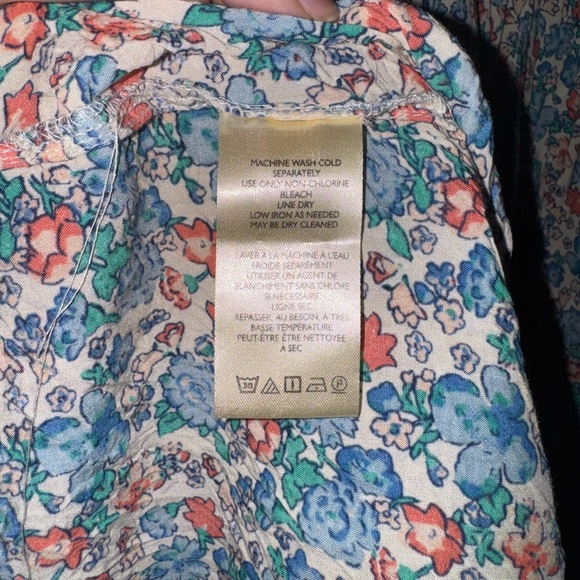 MACHINE WASH COLD
SEPARATELY
USE ONLY NON-CHLORINE
BLEACH
LINE DRY
LOW IRON AS NEEDED
MAY BE DRY CLEANED
LAVER À LA MACHINE À L'EAU
FROIDE SÉPARÉMENT
UTILISER UN AGENT DE
BLANCHIMENT SANS CHLORE
SI NÉCESSAIRE
LIGNE SEC
REPASSER, AU BESOIN, À TRÈS
BASSE TEMPÉRATURE
PEUT-ÊTRE ÊTRE NETTOYÉE
À SEC
30
P